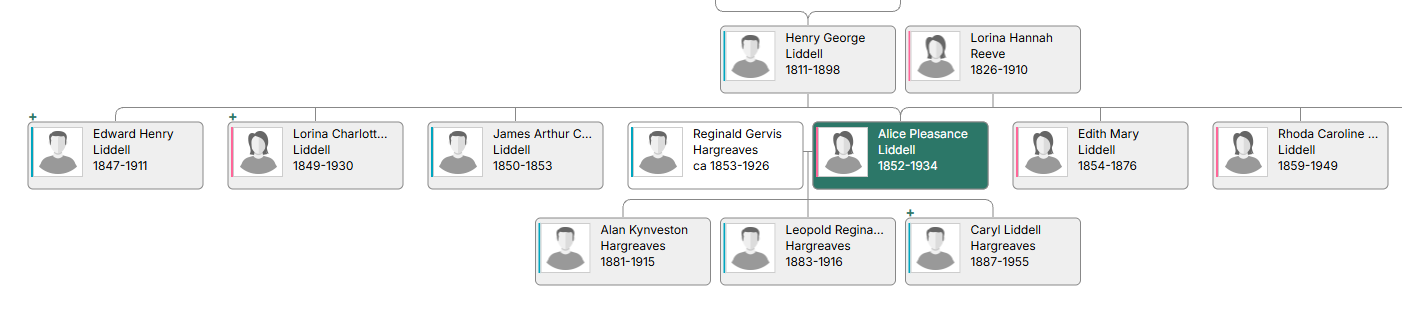 Henry George
Liddell
1811-1898
Lorina Hannah
Reeve
1826-1910
+
Edward Henry
Liddell
1847-1911
+
Lorina Charlott...
Liddell
1849-1930
James Arthur C...
Liddell
1850-1853
Reginald Gervis
Hargreaves
ca 1853-1926
Alice Pleasance
Liddell
1852-1934
Edith Mary
Liddell
1854-1876
Rhoda Caroline ...
Liddell
1859-1949
Alan Kynveston
Hargreaves
1881-1915
Leopold Regina...
Hargreaves
1883-1916
+
Caryl Liddell
Hargreaves
1887-1955